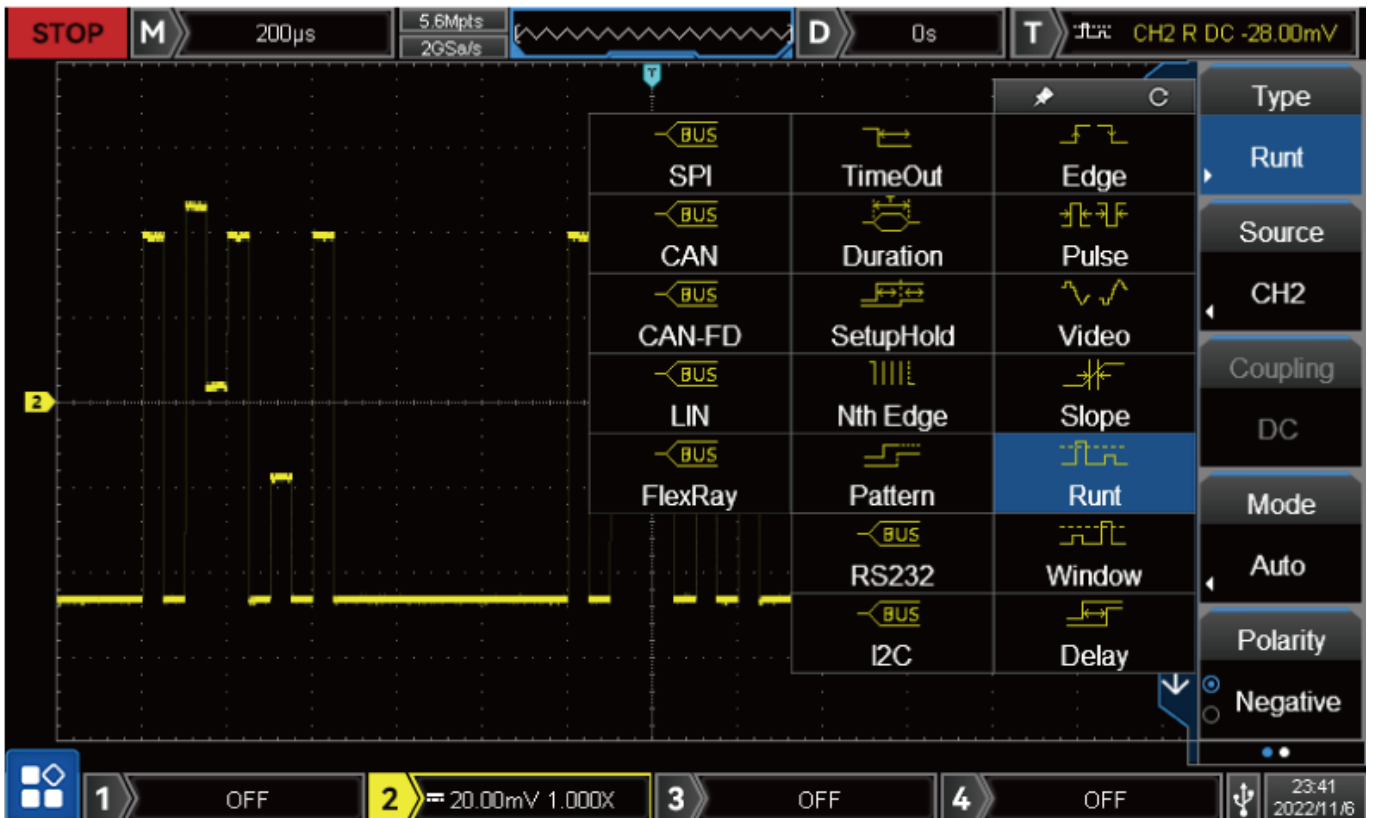 STOP M 200μs 5.6Mpts D 0s T CH2 R DC -28.00mV
2GSa/s
T
C Type
BUS Runt
SPI TimeOut Edge
BUS T Source
CAN Duration Pulse
BUS CH2
CAN-FD SetupHold Video
BUS Coupling
2
LIN Nth Edge Slope
BUS DC
FlexRay Pattern Runt Mode
BUS
RS232 Window Auto
BUS
I2C Delay Polarity
Negative
1 OFF 2 20.00mV 1.000X 3 OFF 4 OFF 23:41
2022/11/6